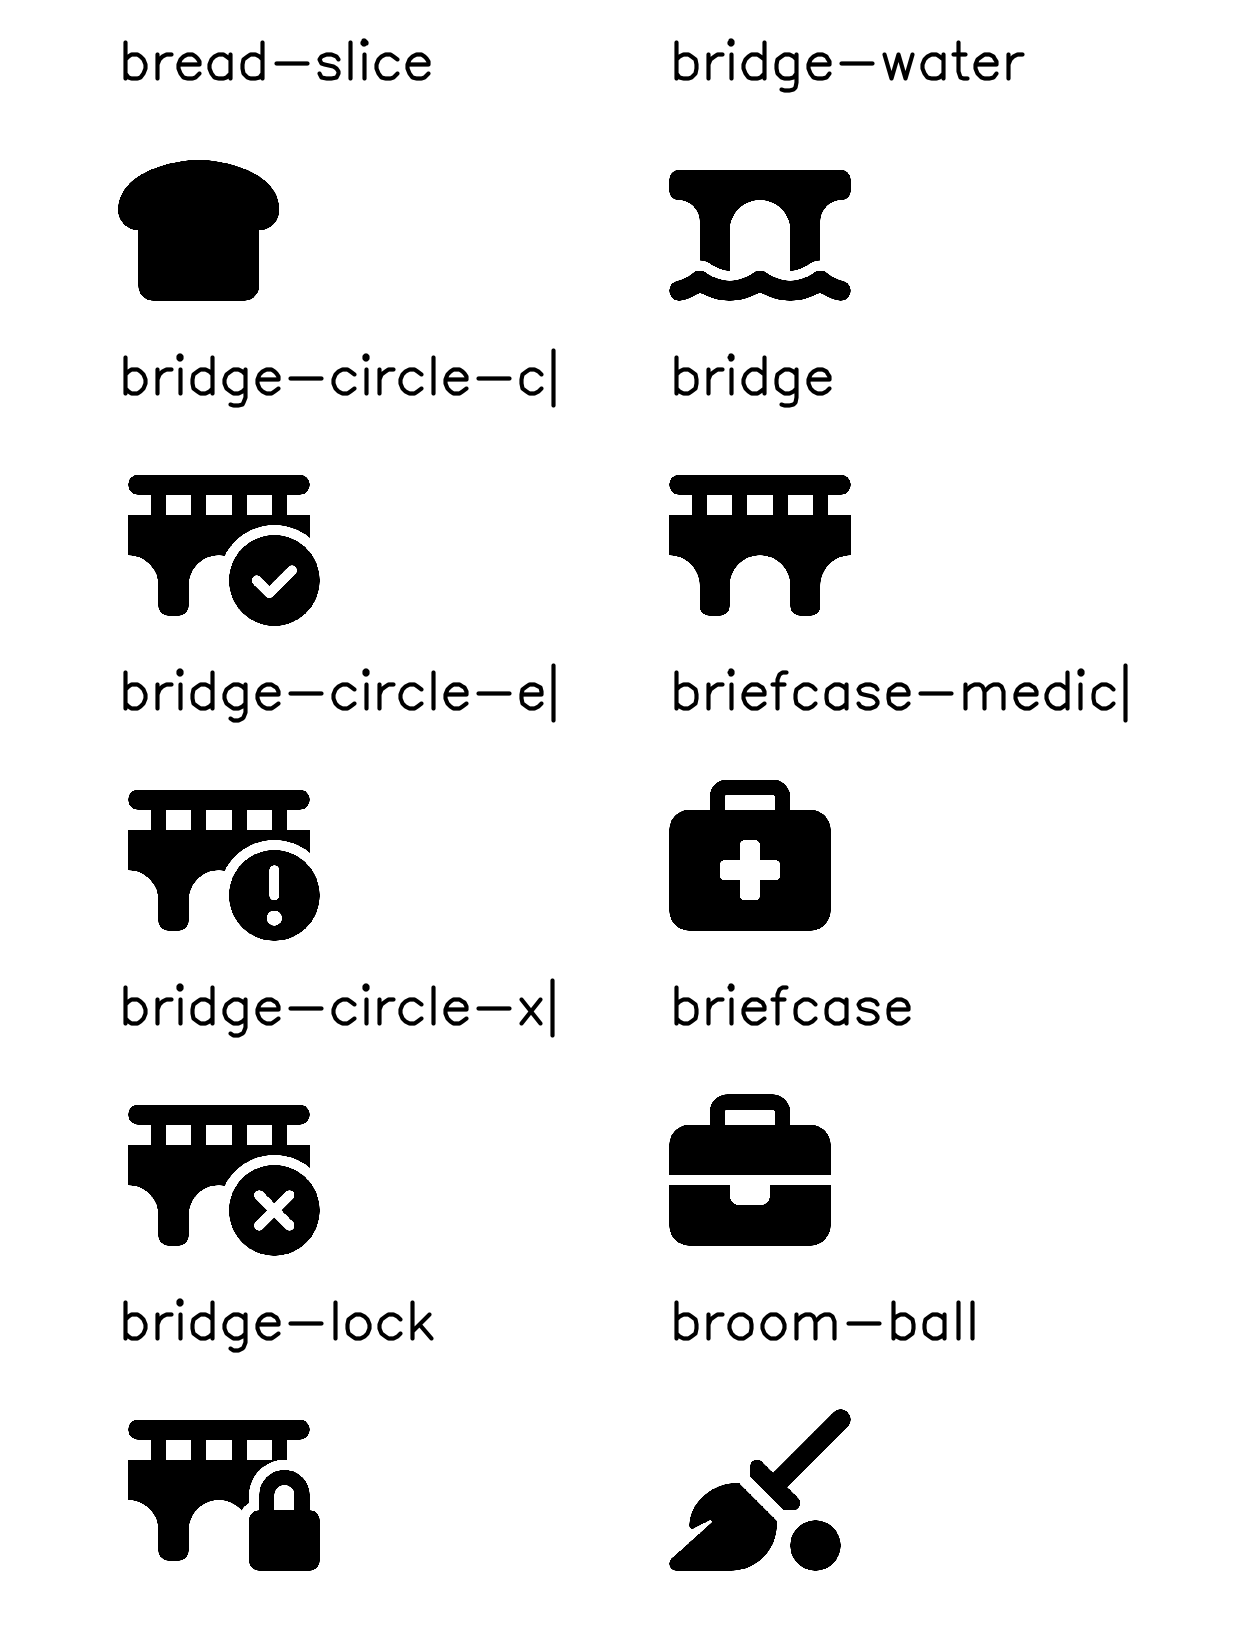 bread-slice
bridge-water
bridge-circle-c|
bridge
bridge-circle-e|
briefcase-medic|
bridge-circle-x|
briefcase
bridge-lock
broom-ball